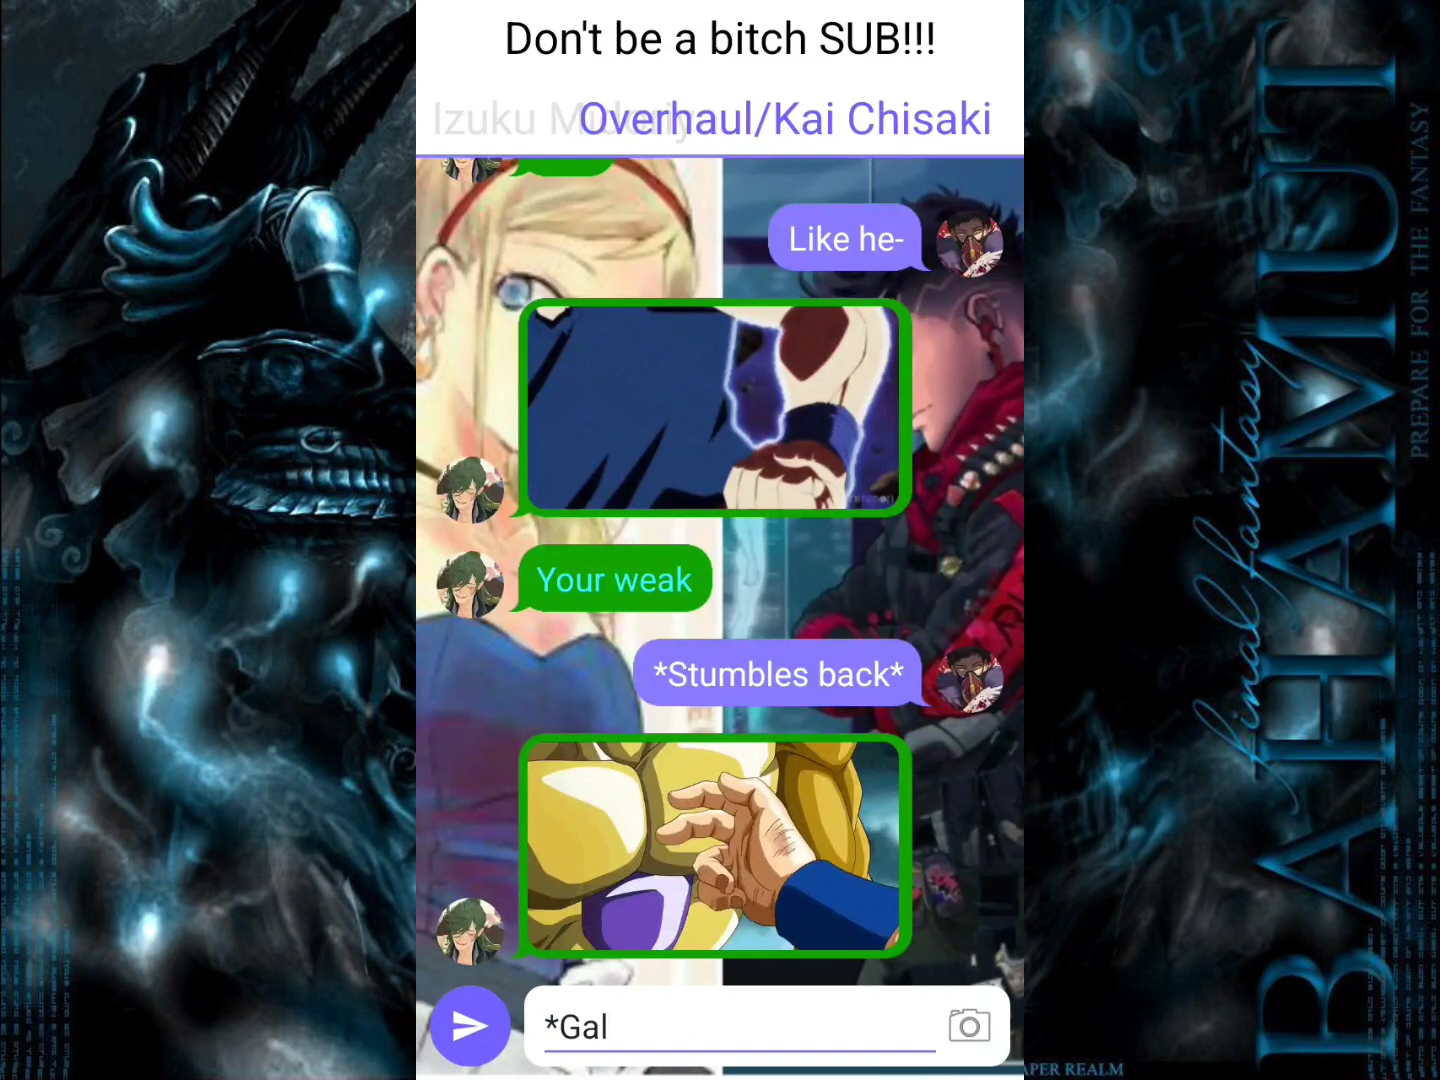 Don't be a bitch SUB!!!
Overhaul/Kai Chisaki
Like he-
Your weak
*Stumbles back*
*Gal
final fantasy
BAHAMUT
PREPARE FOR THE FANTASY
APER REALM